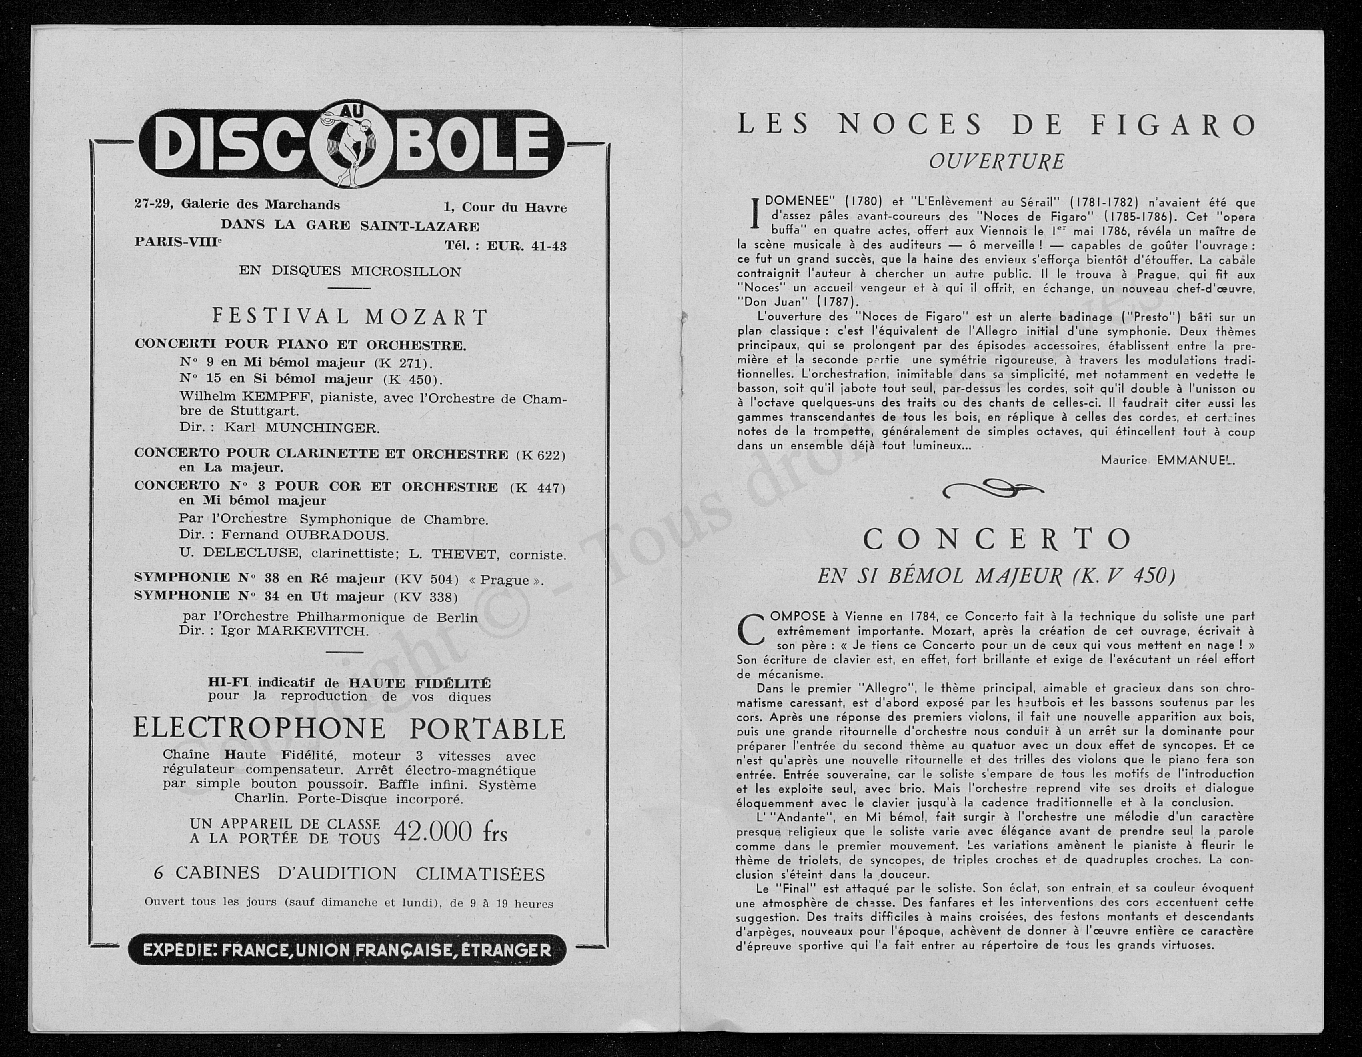 AU
DISCOBOLE
27-29, Galerie des Marchands 1, Cour du Havre
DANS LA GARE SAINT-LAZARE
PARIS-VIIIe Tél. : EUR. 41-43
EN DISQUES MICROSILLON
FESTIVAL MOZART
CONCERTI POUR PIANO ET ORCHESTRE.
N° 9 en Mi bémol majeur (K 271).
N° 15 en Si bémol majeur (K 450).
Wilhelm KEMPFF, pianiste, avec l'Orchestre de Cham-
bre de Stuttgart.
Dir. : Karl MUNCHINGER.
CONCERTO POUR CLARINETTE ET ORCHESTRE (K 622)
en La majeur.
CONCERTO N° 3 POUR COR ET ORCHESTRE (K 447)
en Mi bémol majeur
Par l'Orchestre Symphonique de Chambre.
Dir. : Fernand OUBRADOUS.
U. DELECLUSE, clarinettiste; L. THEVET, corniste.
SYMPHONIE N° 38 en Ré majeur (KV 504) « Prague ».
SYMPHONIE N° 34 en Ut majeur (KV 338)
par l'Orchestre Philharmonique de Berlin
Dir. : Igor MARKEVITCH.
HI-FI indicatif de HAUTE FIDÉLITÉ
pour la reproduction de vos diques
ELECTROPHONE PORTABLE
Chaîne Haute Fidélité, moteur 3 vitesses avec
régulateur compensateur. Arrêt électro-magnétique
par simple bouton poussoir. Baffle infini. Système
Charlin. Porte-Disque incorporé.
UN APPAREIL DE CLASSE
A LA PORTÉE DE TOUS 42.000 frs
6 CABINES D'AUDITION CLIMATISÉES
Ouvert tous les jours (sauf dimanche et lundi), de 9 à 19 heures
EXPÉDIE: FRANCE, UNION FRANÇAISE, ÉTRANGER
LES NOCES DE FIGARO
OUVERTURE
IDOMENEE" (1780) et "L'Enlèvement au Sérail" (1781-1782) n'avaient été que
d'assez pâles avant-coureurs des "Noces de Figaro" (1785-1786). Cet "opera
buffa" en quatre actes, offert aux Viennois le 1er mai 1786, révéla un maître de
la scène musicale à des auditeurs — ô merveille ! — capables de goûter l'ouvrage :
ce fut un grand succès, que la haine des envieux s'efforça bientôt d'étouffer. La cabale
contraignit l'auteur à chercher un autre public. Il le trouva à Prague, qui fit aux
"Noces" un accueil vengeur et à qui il offrit, en échange, un nouveau chef-d'œuvre,
"Don Juan" (1787).
L'ouverture des "Noces de Figaro" est un alerte badinage ("Presto") bâti sur un
plan classique : c'est l'équivalent de l'Allegro initial d'une symphonie. Deux thèmes
principaux, qui se prolongent par des épisodes accessoires, établissent entre la pre-
mière et la seconde partie une symétrie rigoureuse, à travers les modulations tradi-
tionnelles. L'orchestration, inimitable dans sa simplicité, met notamment en vedette le
basson, soit qu'il jabote tout seul, par-dessus les cordes, soit qu'il double à l'unisson ou
à l'octave quelques-uns des traits ou des chants de celles-ci. Il faudrait citer aussi les
gammes transcendantes de tous les bois, en réplique à celles des cordes, et certaines
notes de la trompette, généralement de simples octaves, qui étincellent tout à coup
dans un ensemble déjà tout lumineux...
Maurice EMMANUEL.
CONCERTO
EN SI BÉMOL MAJEUR (K. V 450)
COMPOSE à Vienne en 1784, ce Concerto fait à la technique du soliste une part
extrêmement importante. Mozart, après la création de cet ouvrage, écrivait à
son père : « Je tiens ce Concerto pour un de ceux qui vous mettent en nage ! »
Son écriture de clavier est, en effet, fort brillante et exige de l'exécutant un réel effort
de mécanisme.
Dans le premier "Allegro", le thème principal, aimable et gracieux dans son chro-
matisme caressant, est d'abord exposé par les hautbois et les bassons soutenus par les
cors. Après une réponse des premiers violons, il fait une nouvelle apparition aux bois,
puis une grande ritournelle d'orchestre nous conduit à un arrêt sur la dominante pour
préparer l'entrée du second thème au quatuor avec un doux effet de syncopes. Et ce
n'est qu'après une nouvelle ritournelle et des trilles des violons que le piano fera son
entrée. Entrée souveraine, car le soliste s'empare de tous les motifs de l'introduction
et les exploite seul, avec brio. Mais l'orchestre reprend vite ses droits et dialogue
éloquemment avec le clavier jusqu'à la cadence traditionnelle et à la conclusion.
L' "Andante", en Mi bémol, fait surgir à l'orchestre une mélodie d'un caractère
presque religieux que le soliste varie avec élégance avant de prendre seul la parole
comme dans le premier mouvement. Les variations amènent le pianiste à fleurir le
thème de triolets, de syncopes, de triples croches et de quadruples croches. La con-
clusion s'éteint dans la douceur.
Le "Final" est attaqué par le soliste. Son éclat, son entrain et sa couleur évoquent
une atmosphère de chasse. Des fanfares et les interventions des cors accentuent cette
suggestion. Des traits difficiles à mains croisées, des festons montants et descendants
d'arpèges, nouveaux pour l'époque, achèvent de donner à l'œuvre entière ce caractère
d'épreuve sportive qui l'a fait entrer au répertoire de tous les grands virtuoses.
Copyright © - Tous droits